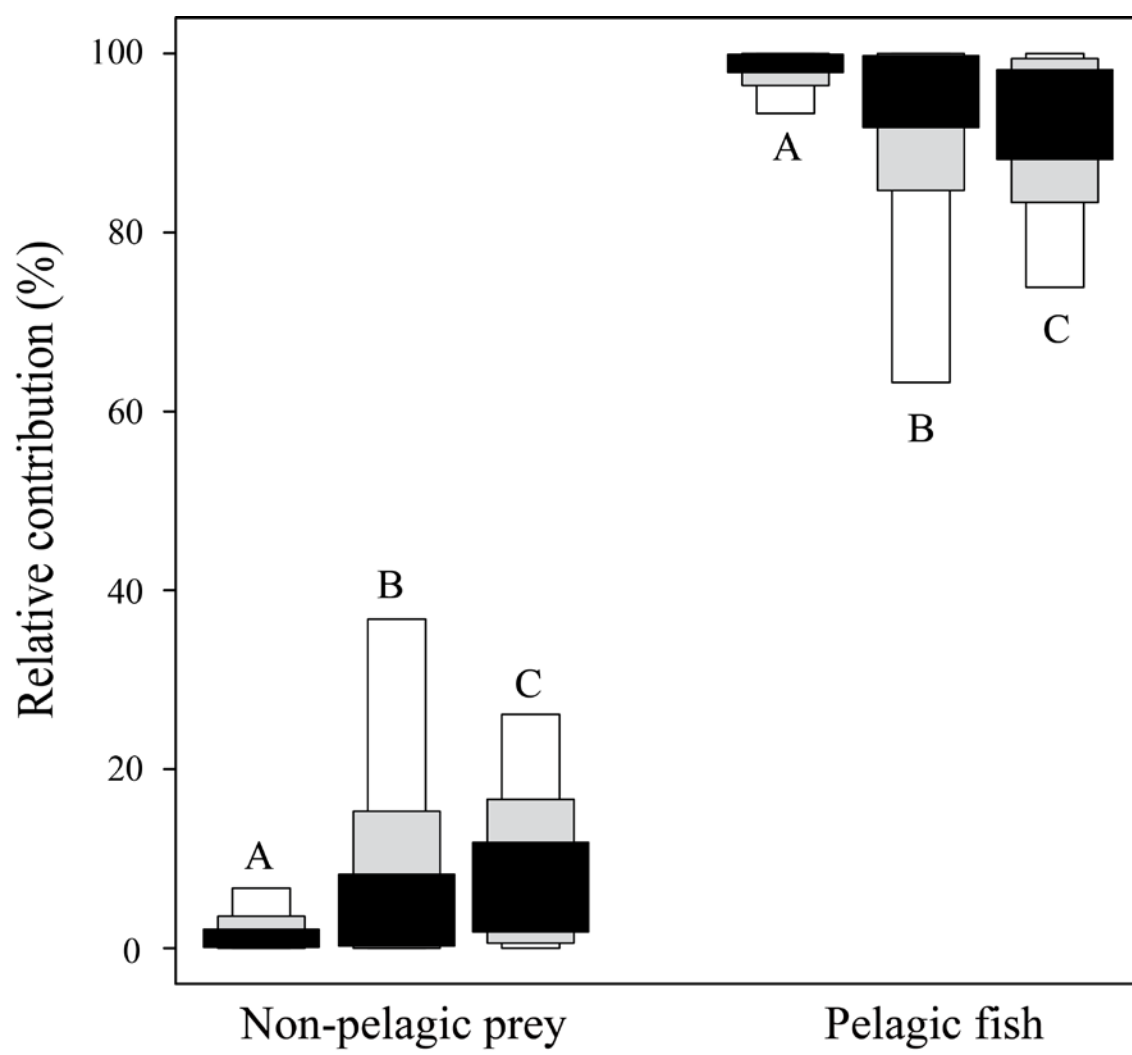 Relative contribution (%)
100
80
60
40
20
0
A
B
C
A
B
C
Non-pelagic prey
Pelagic fish